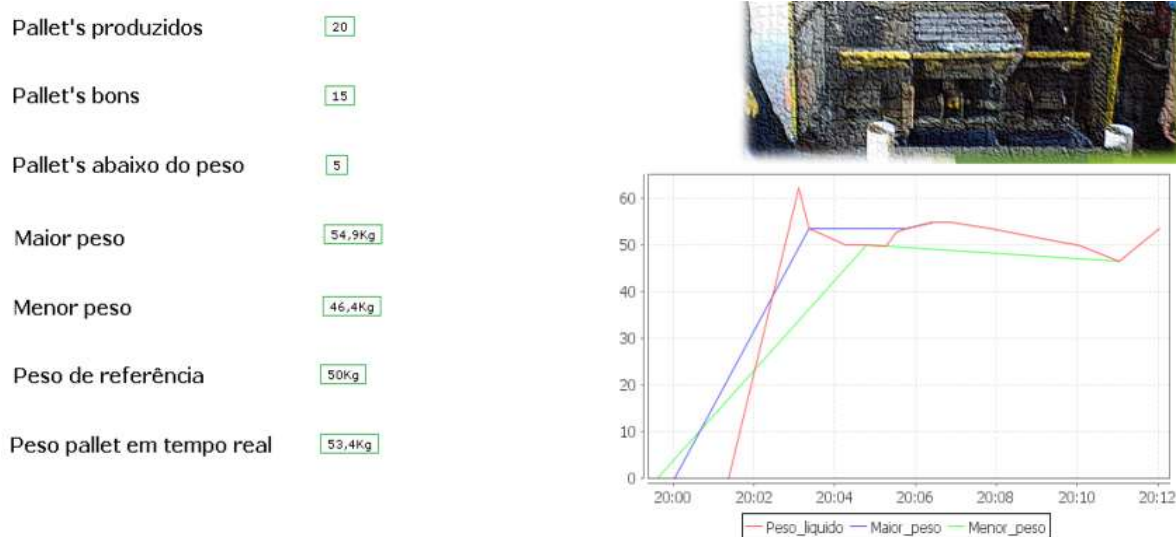 Pallet's produzidos 20
Pallet's bons 15
Pallet's abaixo do peso 5
Maior peso 54,9Kg
Menor peso 46,4Kg
Peso de referência 50Kg
Peso pallet em tempo real 53,4Kg
60
50
40
30
20
10
0
20:00 20:02 20:04 20:06 20:08 20:10 20:12
Peso_liquido Maior_peso Menor_peso